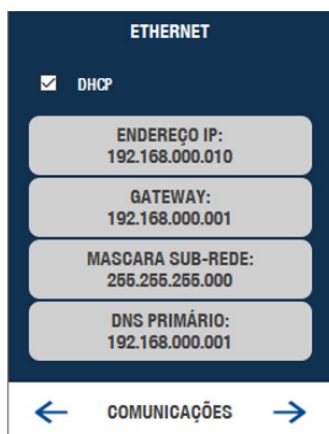 ETHERNET
DHCP
ENDEREÇO IP:
192.168.000.010
GATEWAY:
192.168.000.001
MASCARA SUB-REDE:
255.255.255.000
DNS PRIMÁRIO:
192.168.000.001
COMUNICAÇÕES